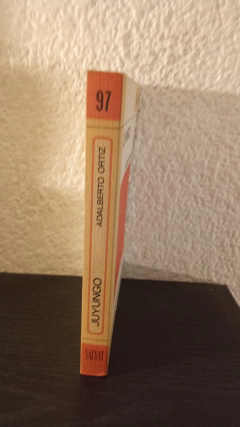 97
ADALBERTO ORTIZ
JUYUNGO
SALVAT